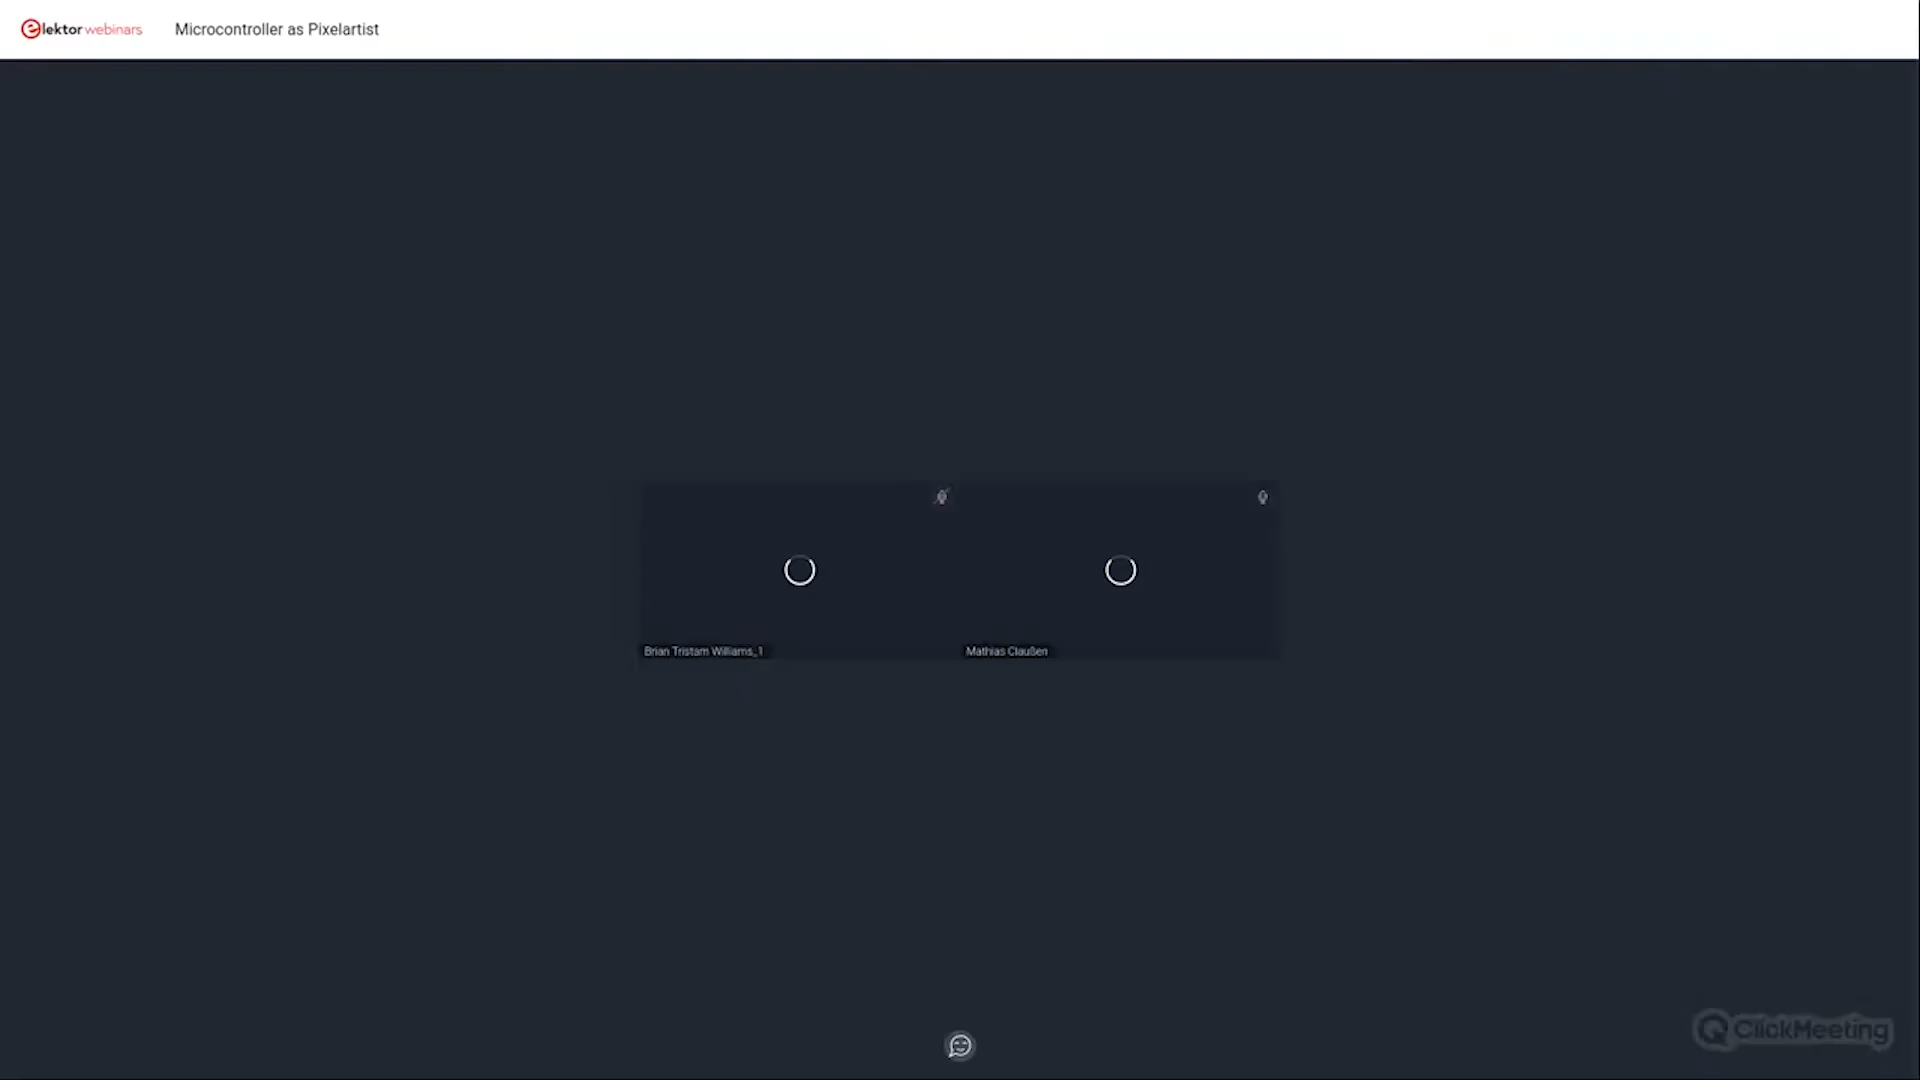 elektor webinars
Microcontroller as Pixelartist
Brian Tristam Williams_1
Mathias Claußen
ClickMeeting